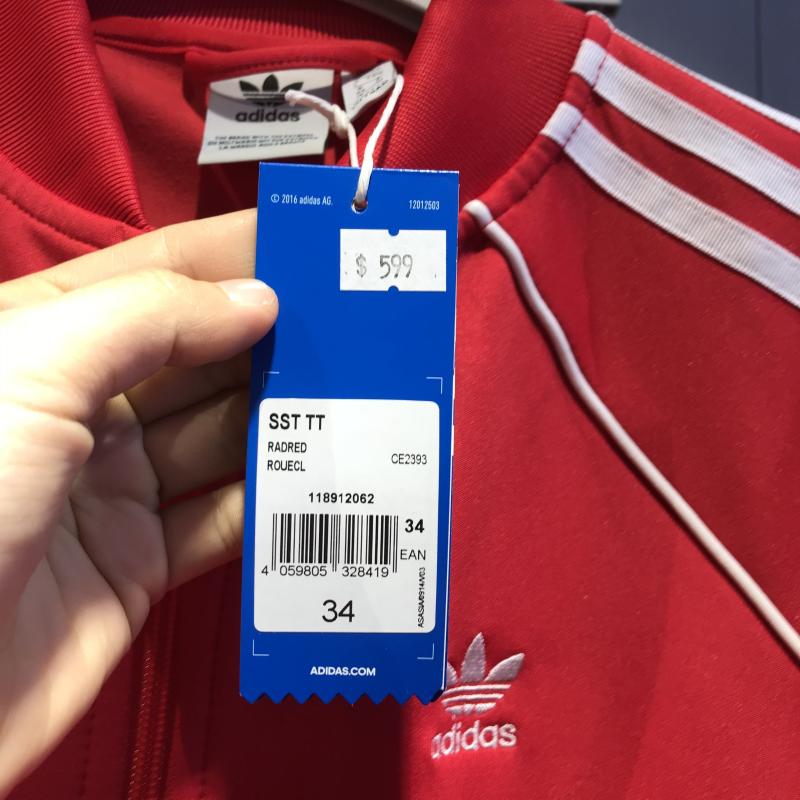 adidas
© 2016 adidas AG.
12012503
$ 599
SST TT
RADRED
ROUECL
CE2393
118912062
34
EAN
4 059805 328419
34
ADIDAS.COM
adidas